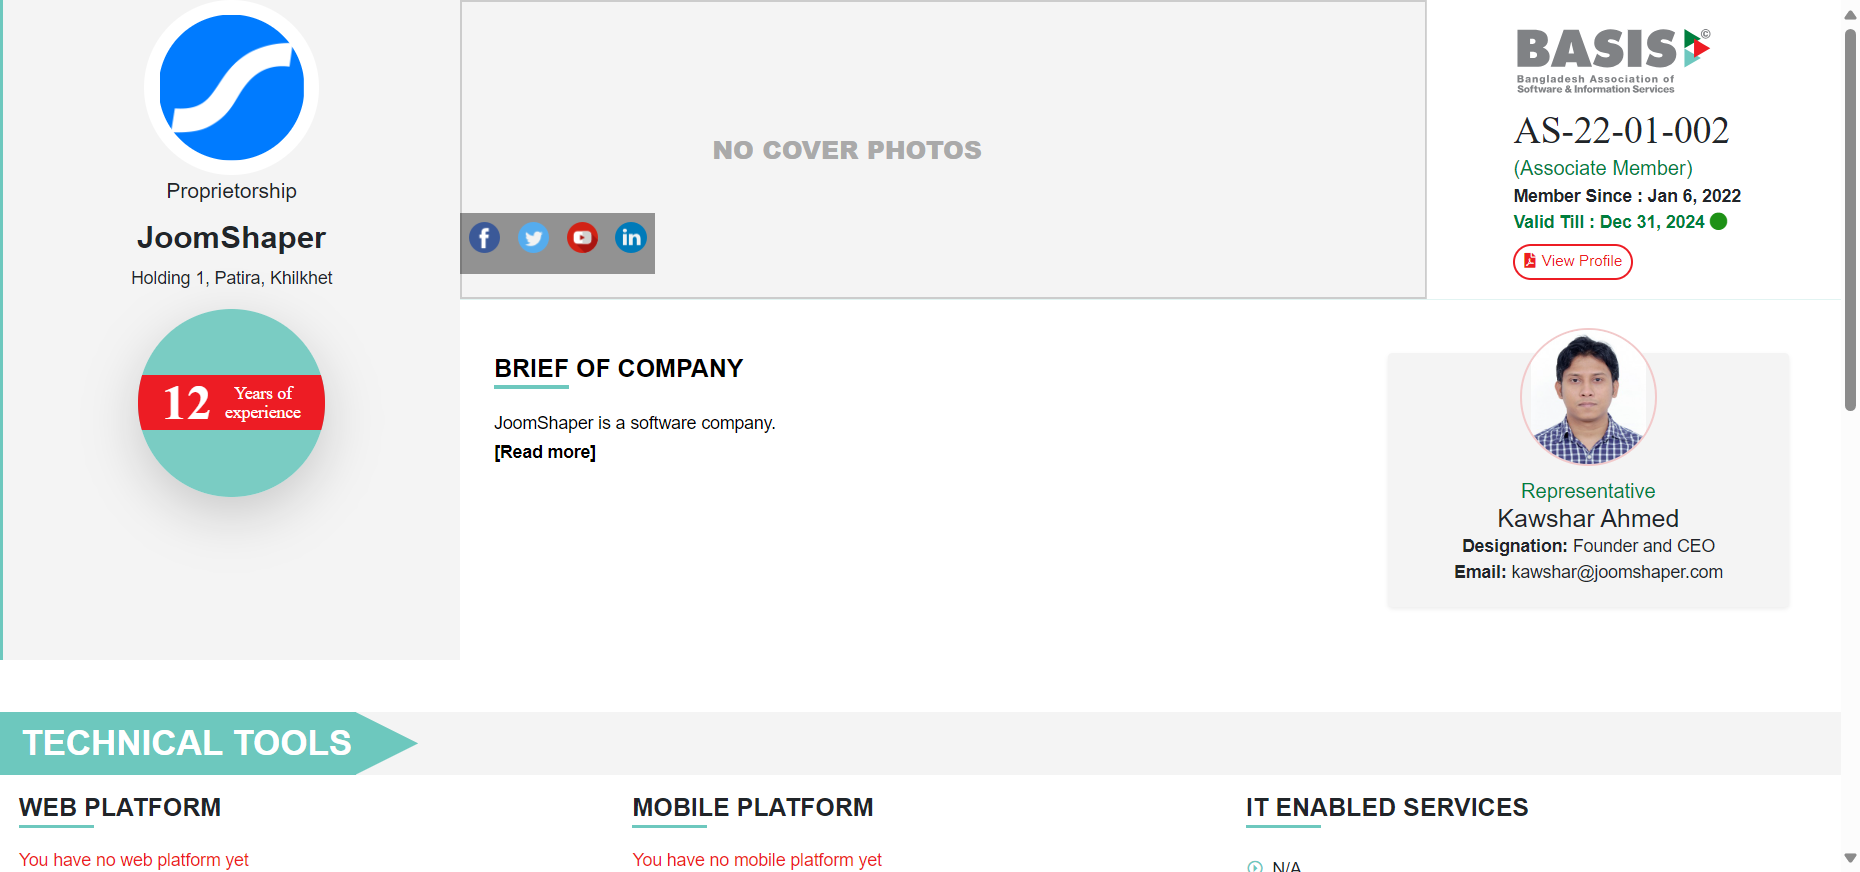 Proprietorship
JoomShaper
Holding 1, Patira, Khilkhet
12 Years of
experience
NO COVER PHOTOS
BASIS ©
Bangladesh Association of
Software & Information Services
AS-22-01-002
(Associate Member)
Member Since : Jan 6, 2022
Valid Till : Dec 31, 2024
View Profile
BRIEF OF COMPANY
JoomShaper is a software company.
[Read more]
Representative
Kawshar Ahmed
Designation: Founder and CEO
Email: kawshar@joomshaper.com
TECHNICAL TOOLS
WEB PLATFORM
You have no web platform yet
MOBILE PLATFORM
You have no mobile platform yet
IT ENABLED SERVICES
N/A